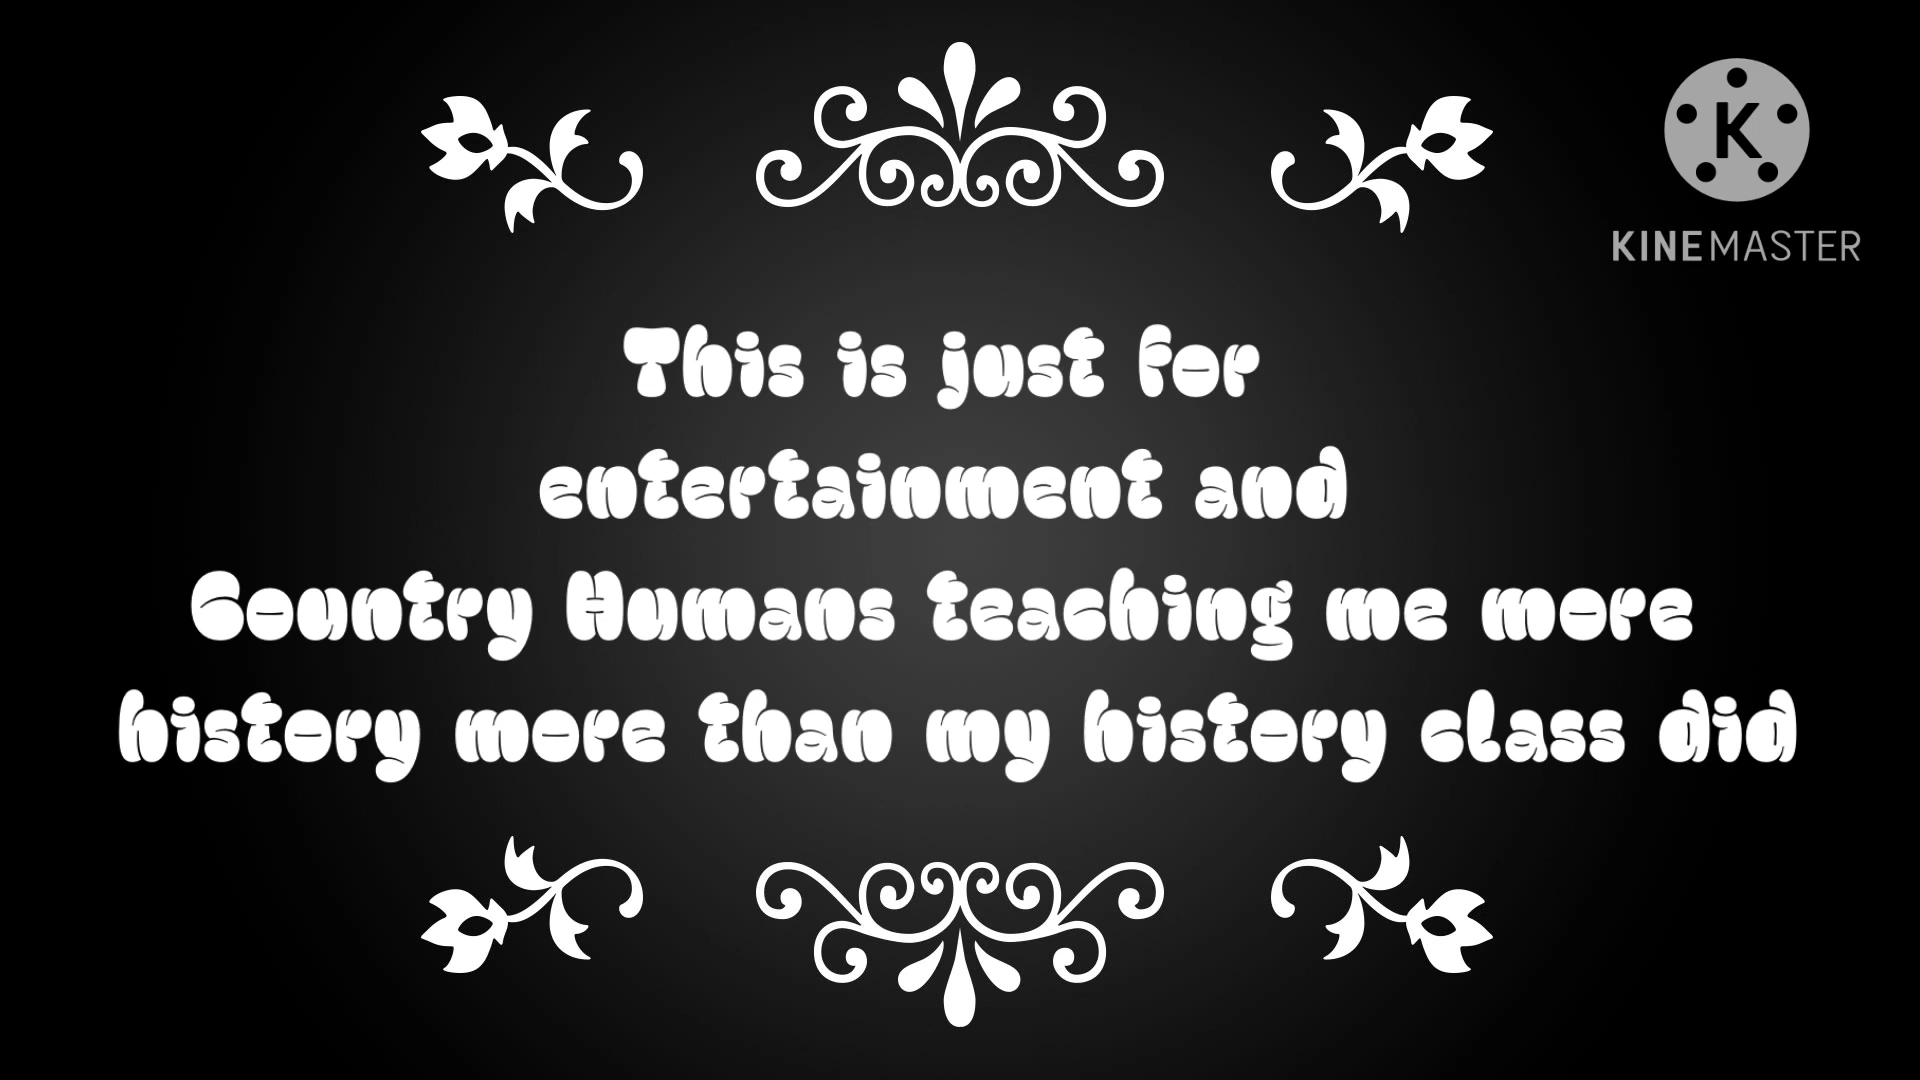 K
KINEMASTER
This is just for
entertainment and
Country Humans teaching me more
history more than my history class did